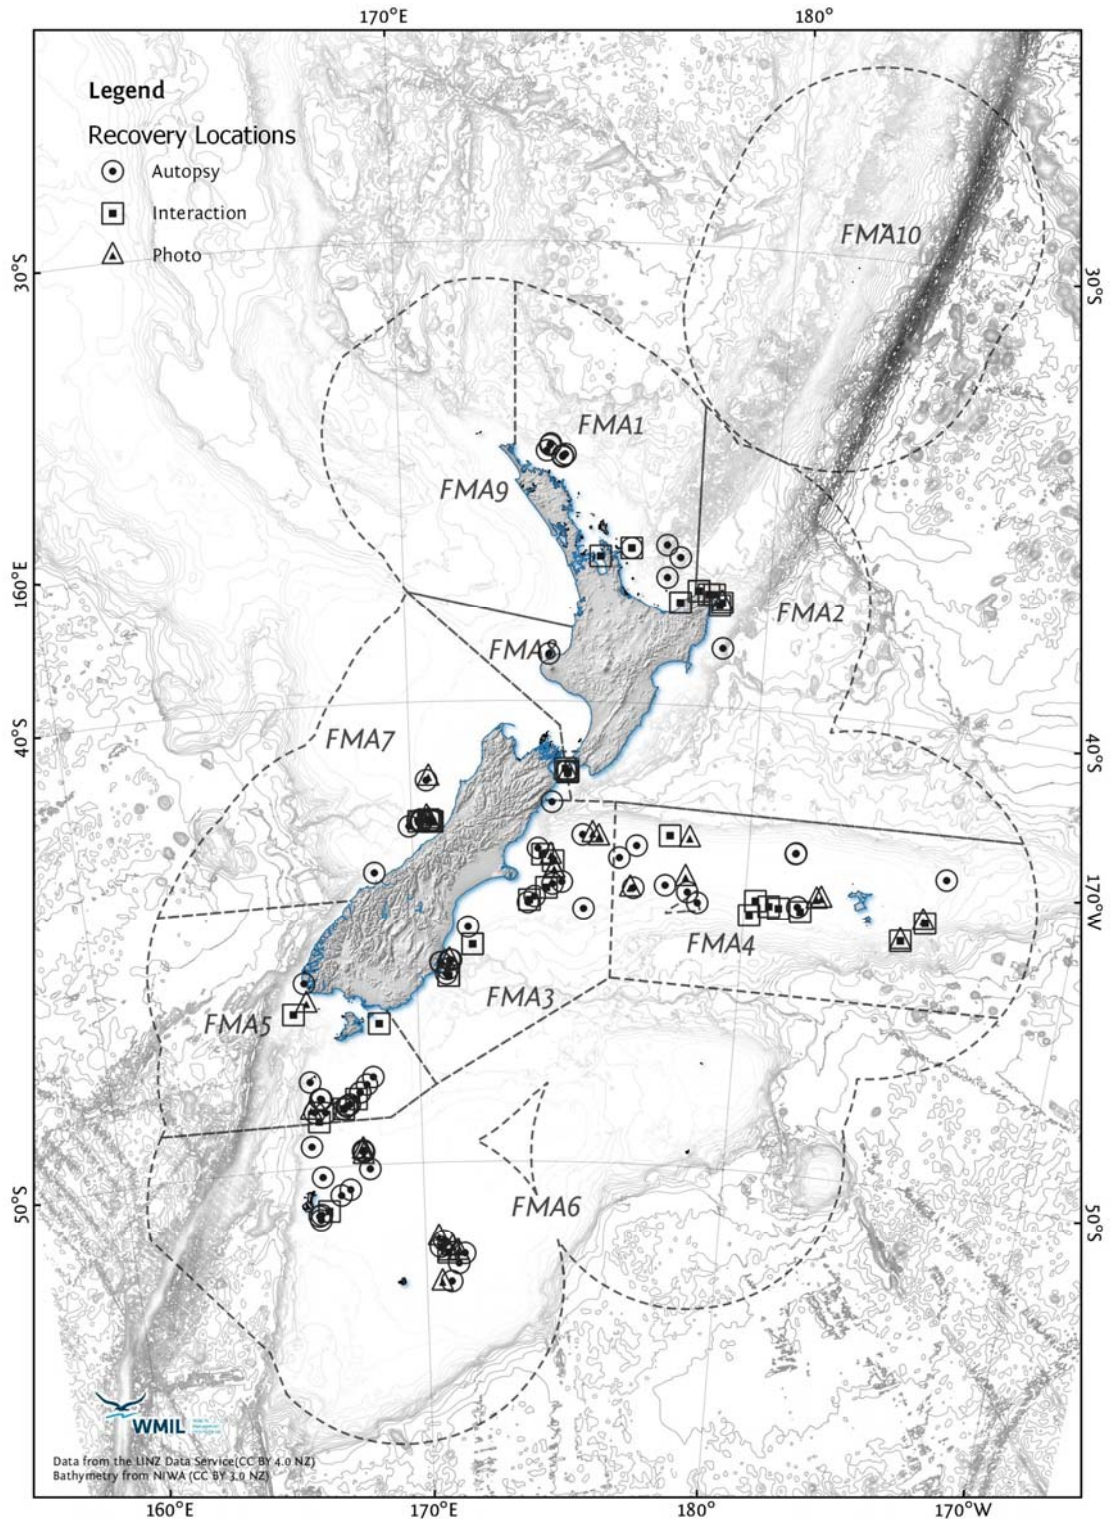 170°E 180°
Legend
Recovery Locations
Autopsy
Interaction
Photo
FMA10
30°S
30°S
FMA1
FMA9
160°E
FMA2
FMA8
FMA7
40°S
40°S
170°W
FMA4
FMA3
FMA5
50°S
50°S
FMA6
WMIL
Data from the LINZ Data Service(CC BY 4.0 NZ)
Bathymetry from NIWA (CC BY 3.0 NZ)
160°E 170°E 180° 170°W